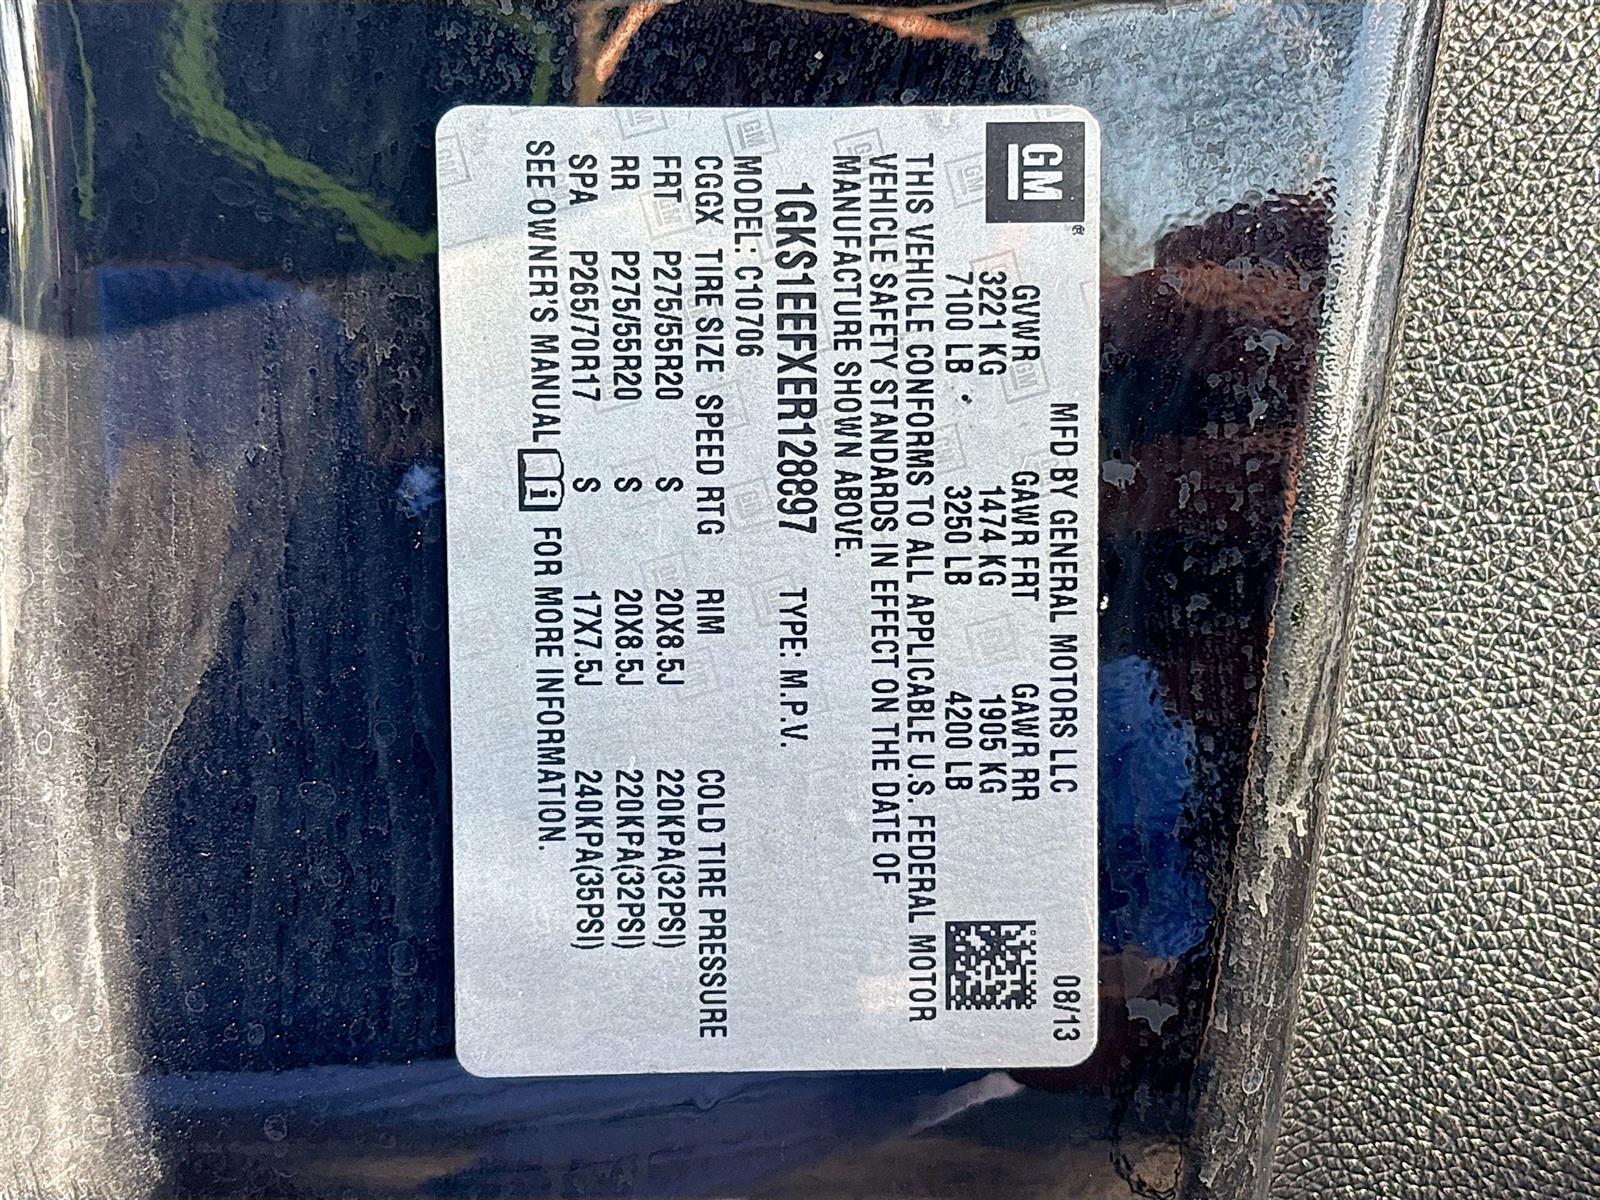 GM
MFD BY GENERAL MOTORS LLC 08/13
GVWR GAWR FRT GAWR RR
3221 KG 1474 KG 1905 KG
7100 LB 3250 LB 4200 LB
THIS VEHICLE CONFORMS TO ALL APPLICABLE U.S. FEDERAL MOTOR
VEHICLE SAFETY STANDARDS IN EFFECT ON THE DATE OF
MANUFACTURE SHOWN ABOVE.
1GKS1EEFXER128897 TYPE: M.P.V.
MODEL: C10706
CGGX TIRE SIZE SPEED RTG RIM COLD TIRE PRESSURE
FRT P275/55R20 S 20X8.5J 220KPA(32PSI)
RR P275/55R20 S 20X8.5J 220KPA(32PSI)
SPA P265/70R17 S 17X7.5J 240KPA(35PSI)
SEE OWNER'S MANUAL i FOR MORE INFORMATION.